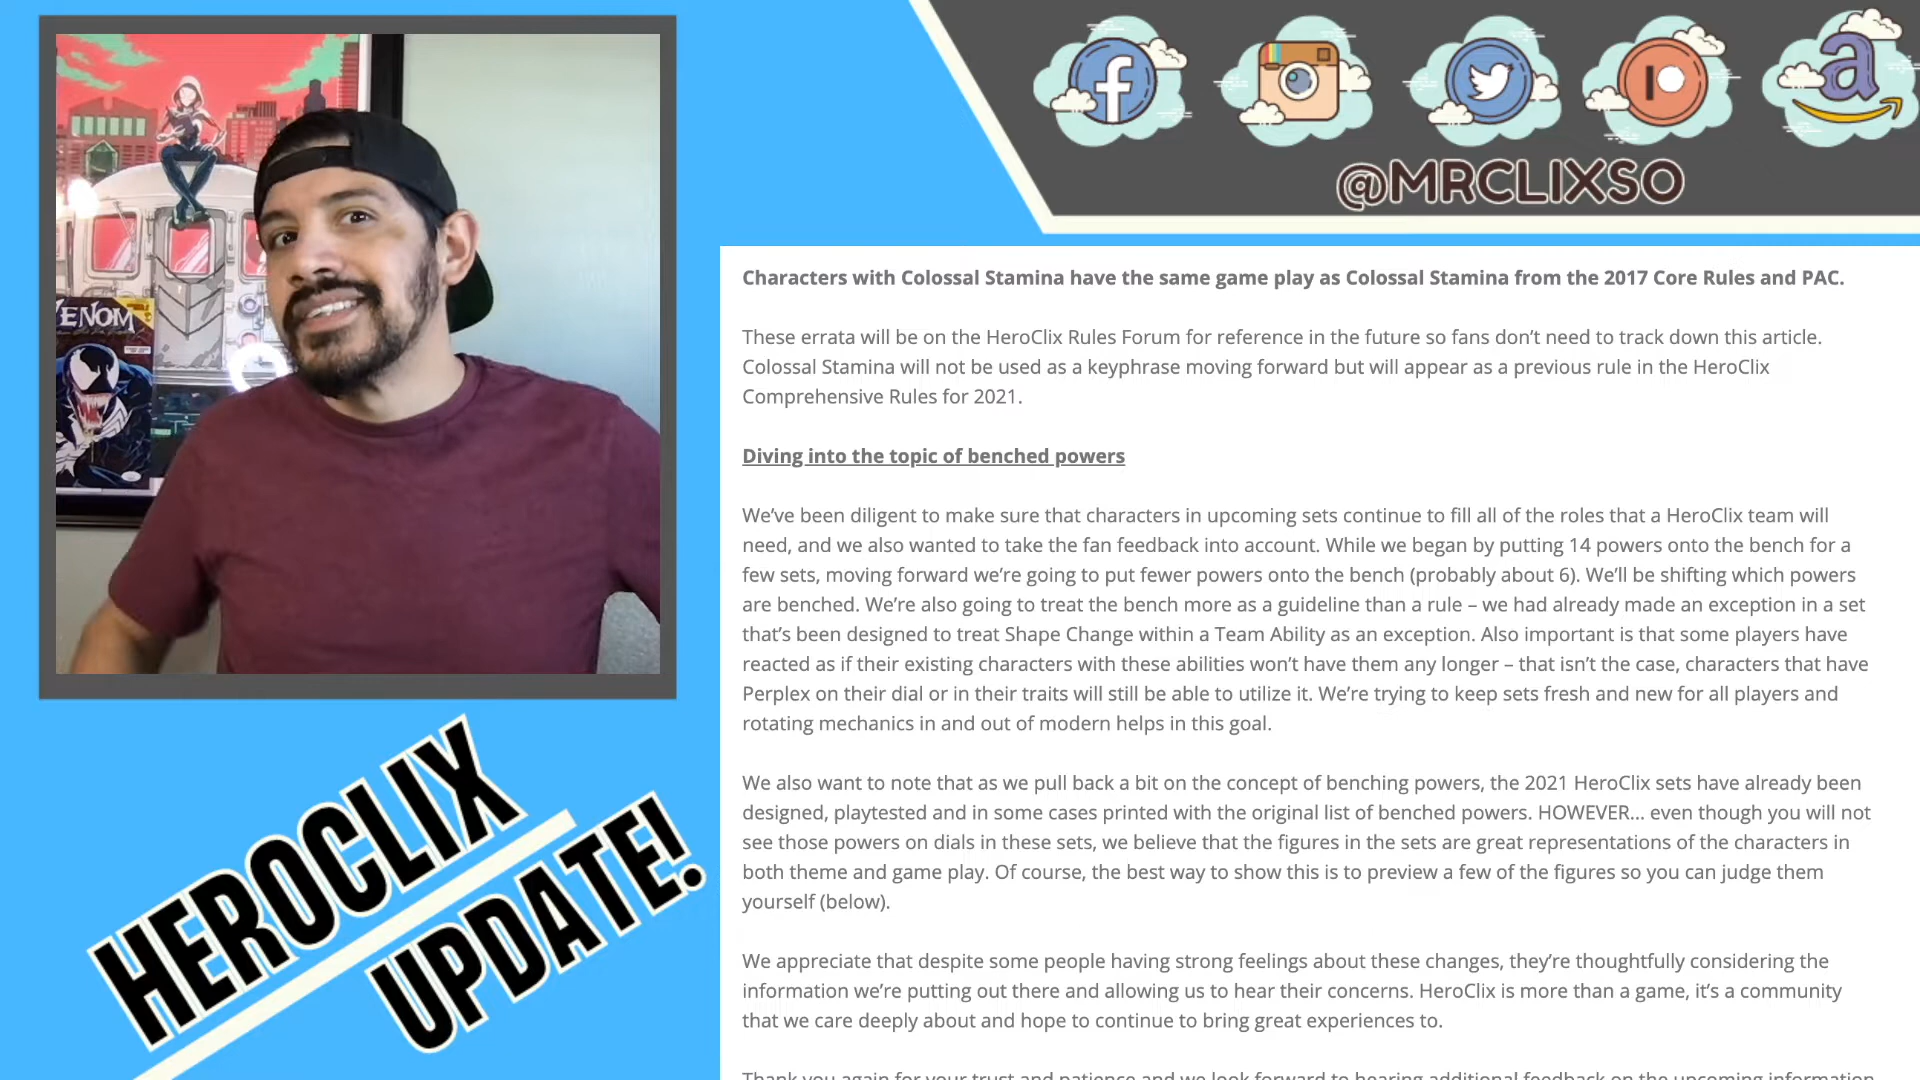 @MRCLIXSO
VENOM
Characters with Colossal Stamina have the same game play as Colossal Stamina from the 2017 Core Rules and PAC.
These errata will be on the HeroClix Rules Forum for reference in the future so fans don’t need to track down this article.
Colossal Stamina will not be used as a keyphrase moving forward but will appear as a previous rule in the HeroClix
Comprehensive Rules for 2021.
Diving into the topic of benched powers
We’ve been diligent to make sure that characters in upcoming sets continue to fill all of the roles that a HeroClix team will
need, and we also wanted to take the fan feedback into account. While we began by putting 14 powers onto the bench for a
few sets, moving forward we’re going to put fewer powers onto the bench (probably about 6). We’ll be shifting which powers
are benched. We’re also going to treat the bench more as a guideline than a rule – we had already made an exception in a set
that’s been designed to treat Shape Change within a Team Ability as an exception. Also important is that some players have
reacted as if their existing characters with these abilities won’t have them any longer – that isn’t the case, characters that have
Perplex on their dial or in their traits will still be able to utilize it. We’re trying to keep sets fresh and new for all players and
rotating mechanics in and out of modern helps in this goal.
We also want to note that as we pull back a bit on the concept of benching powers, the 2021 HeroClix sets have already been
designed, playtested and in some cases printed with the original list of benched powers. HOWEVER... even though you will not
see those powers on dials in these sets, we believe that the figures in the sets are great representations of the characters in
both theme and game play. Of course, the best way to show this is to preview a few of the figures so you can judge them
yourself (below).
We appreciate that despite some people having strong feelings about these changes, they’re thoughtfully considering the
information we’re putting out there and allowing us to hear their concerns. HeroClix is more than a game, it’s a community
that we care deeply about and hope to continue to bring great experiences to.
Thank you again for your trust and patience and we look forward to hearing additional feedback on the upcoming information
HEROCLIX
UPDATE!